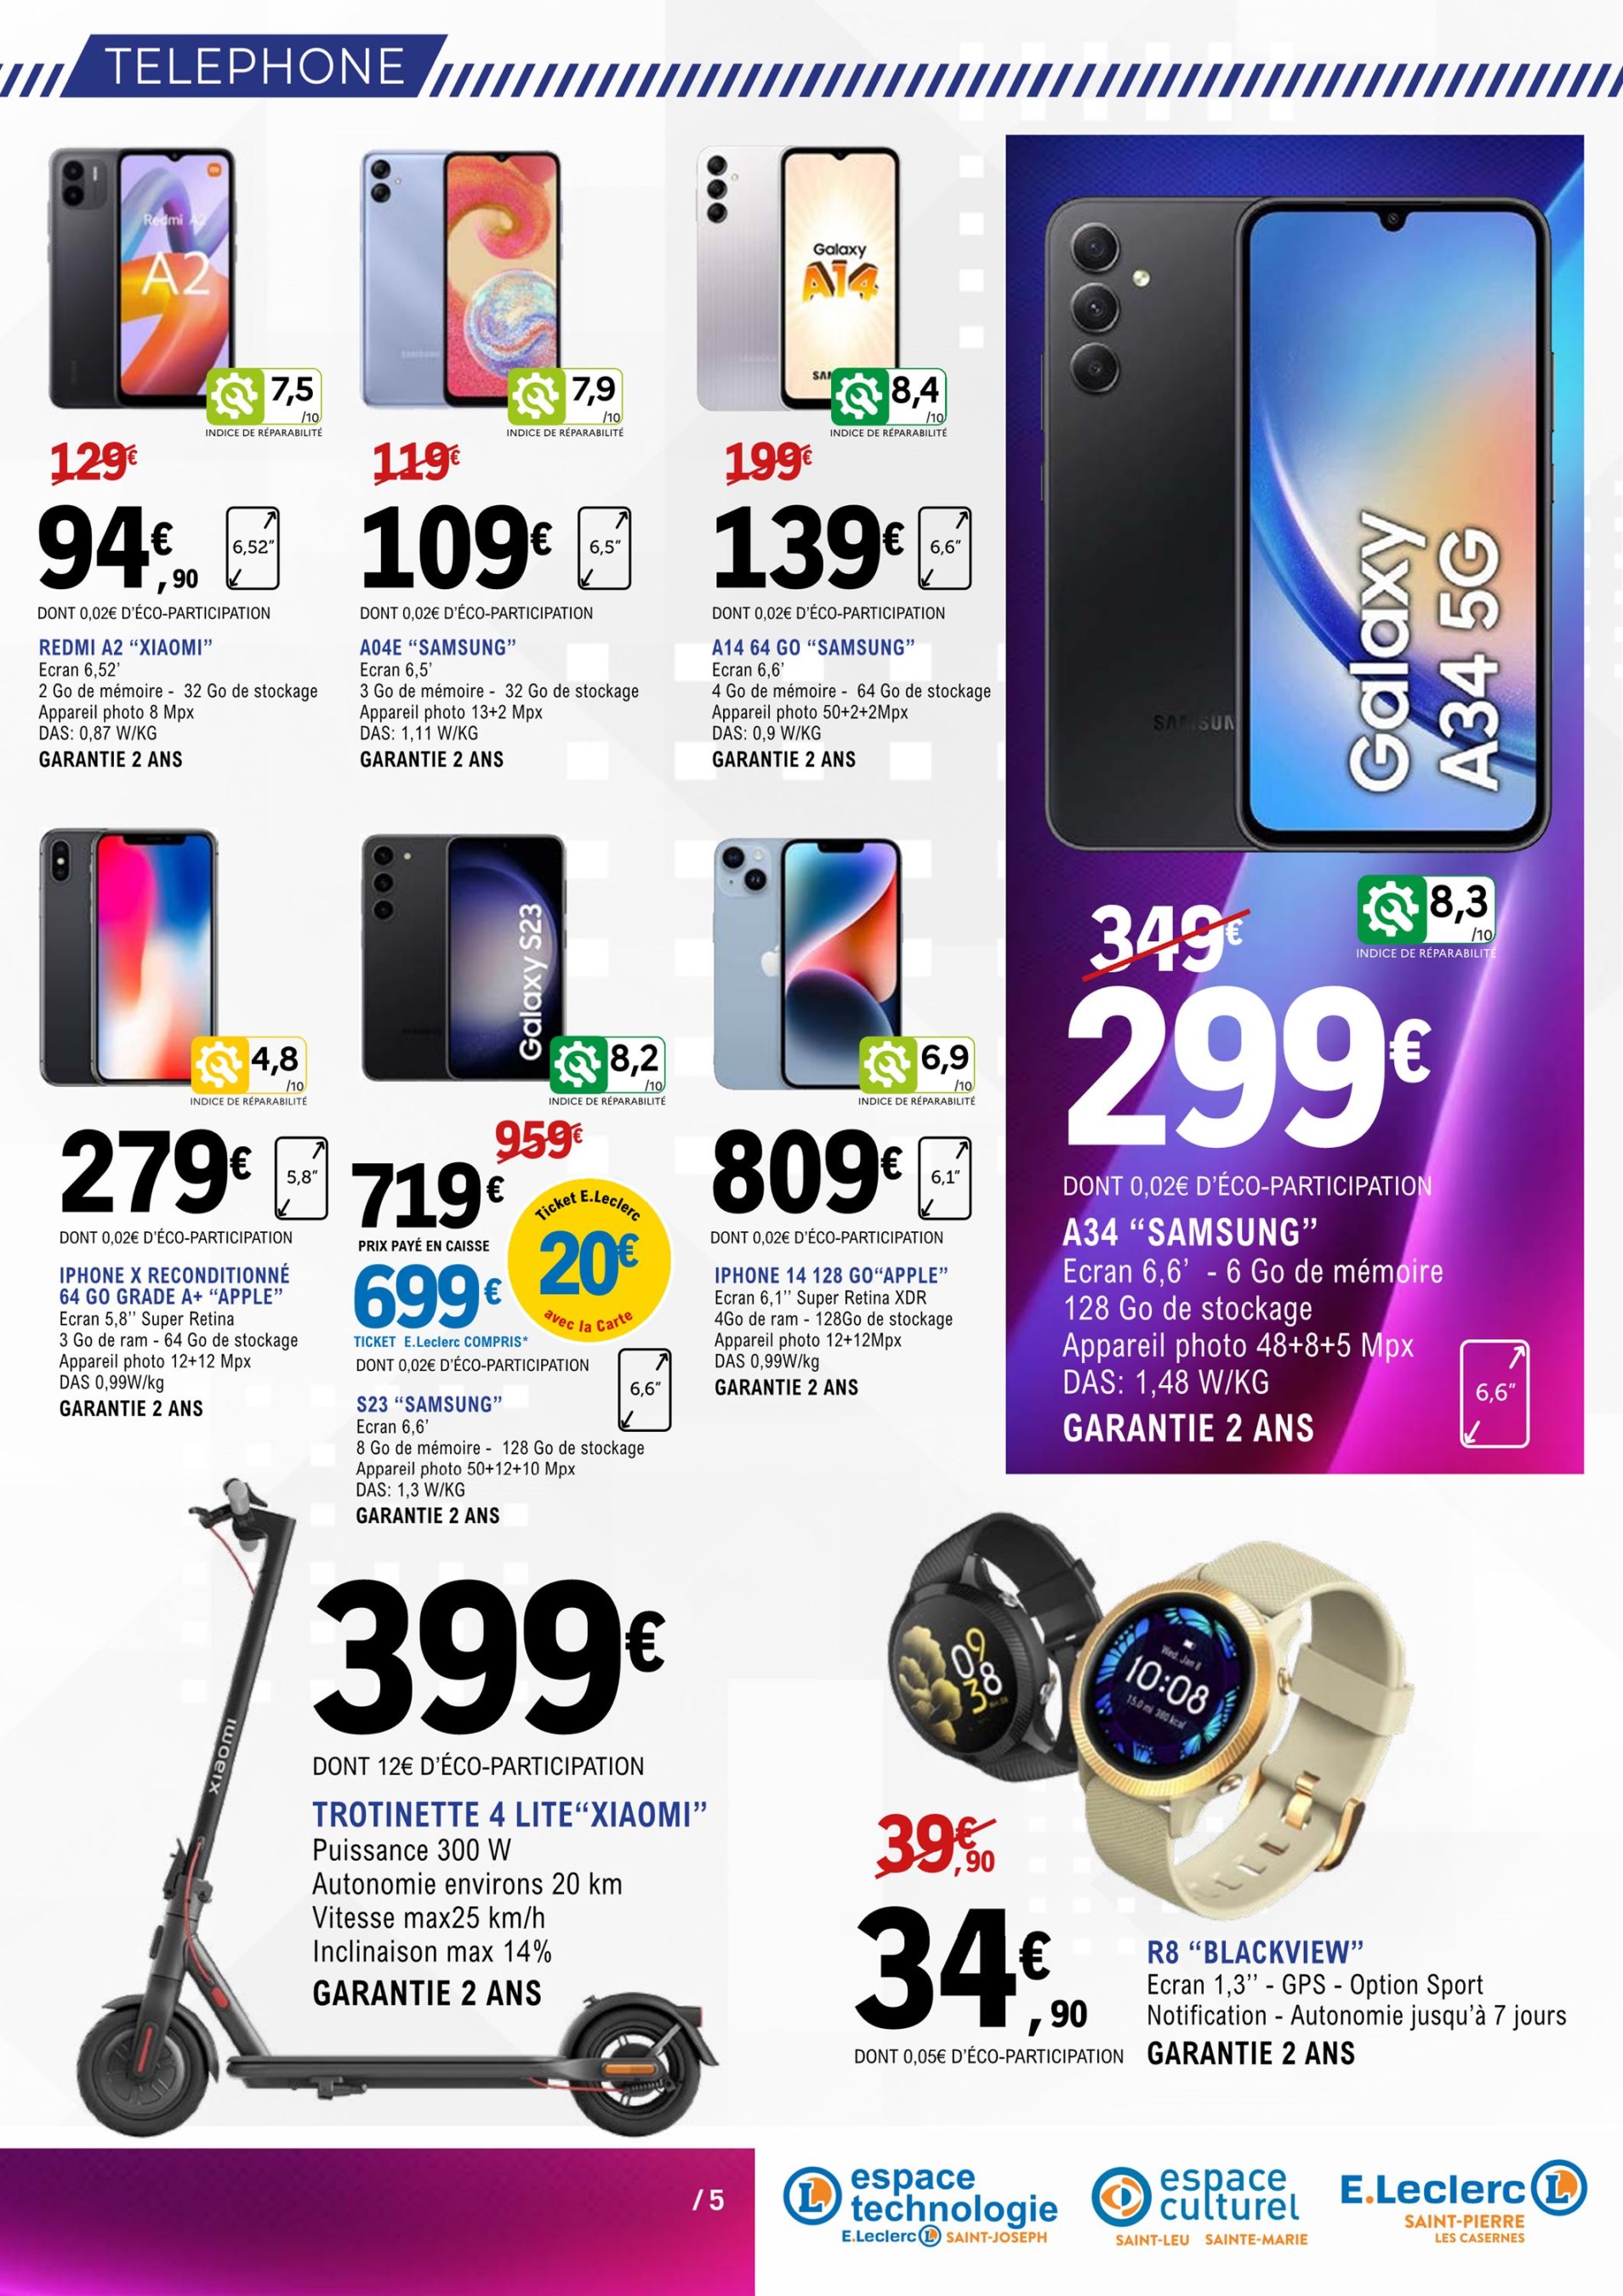 TELEPHONE
Redmi A2
A2
7,5
/10
INDICE DE RÉPARABILITÉ
129€
94€,90
6,52”
DONT 0,02€ D’ÉCO-PARTICIPATION
REDMI A2 “XIAOMI”
Ecran 6,52’
2 Go de mémoire - 32 Go de stockage
Appareil photo 8 Mpx
DAS: 0,87 W/KG
GARANTIE 2 ANS
SAMSUNG
7,9
/10
INDICE DE RÉPARABILITÉ
119€
109€
6,5”
DONT 0,02€ D’ÉCO-PARTICIPATION
A04E “SAMSUNG”
Ecran 6,5’
3 Go de mémoire - 32 Go de stockage
Appareil photo 13+2 Mpx
DAS: 1,11 W/KG
GARANTIE 2 ANS
Galaxy
A14
SAM
8,4
/10
INDICE DE RÉPARABILITÉ
199€
139€
6,6”
DONT 0,02€ D’ÉCO-PARTICIPATION
A14 64 GO “SAMSUNG”
Ecran 6,6’
4 Go de mémoire - 64 Go de stockage
Appareil photo 50+2+2Mpx
DAS: 0,9 W/KG
GARANTIE 2 ANS
SAMSUN
Galaxy
A34 5G
349€
8,3
/10
INDICE DE RÉPARABILITÉ
299€
DONT 0,02€ D’ÉCO-PARTICIPATION
A34 “SAMSUNG”
Ecran 6,6’ - 6 Go de mémoire
128 Go de stockage
Appareil photo 48+8+5 Mpx
DAS: 1,48 W/KG
GARANTIE 2 ANS
6,6”
4,8
/10
INDICE DE RÉPARABILITÉ
279€
5,8”
DONT 0,02€ D’ÉCO-PARTICIPATION
IPHONE X RECONDITIONNÉ
64 GO GRADE A+ “APPLE”
Ecran 5,8’’ Super Retina
3 Go de ram - 64 Go de stockage
Appareil photo 12+12 Mpx
DAS 0,99W/kg
GARANTIE 2 ANS
Galaxy S23
8,2
/10
INDICE DE RÉPARABILITÉ
959€
719€
PRIX PAYÉ EN CAISSE
699€
TICKET E.Leclerc COMPRIS*
Ticket E.Leclerc
20€
avec la Carte
DONT 0,02€ D’ÉCO-PARTICIPATION
6,6”
S23 “SAMSUNG”
Ecran 6,6’
8 Go de mémoire - 128 Go de stockage
Appareil photo 50+12+10 Mpx
DAS: 1,3 W/KG
GARANTIE 2 ANS
6,9
/10
INDICE DE RÉPARABILITÉ
809€
6,1”
DONT 0,02€ D’ÉCO-PARTICIPATION
IPHONE 14 128 GO“APPLE”
Ecran 6,1’’ Super Retina XDR
4Go de ram - 128Go de stockage
Appareil photo 12+12Mpx
DAS 0,99W/kg
GARANTIE 2 ANS
xiaomi
399€
DONT 12€ D’ÉCO-PARTICIPATION
TROTINETTE 4 LITE“XIAOMI”
Puissance 300 W
Autonomie environs 20 km
Vitesse max25 km/h
Inclinaison max 14%
GARANTIE 2 ANS
09
08
38
Wed. Jan 8
10:08
15.0 mi 380 kcal
39€,90
34€,90
DONT 0,05€ D’ÉCO-PARTICIPATION
R8 “BLACKVIEW”
Ecran 1,3’’ - GPS - Option Sport
Notification - Autonomie jusqu’à 7 jours
GARANTIE 2 ANS
/ 5
L espace
technologie
E.Leclerc L SAINT-JOSEPH
espace
culturel
SAINT-LEU SAINTE-MARIE
E.Leclerc L
SAINT-PIERRE
LES CASERNES